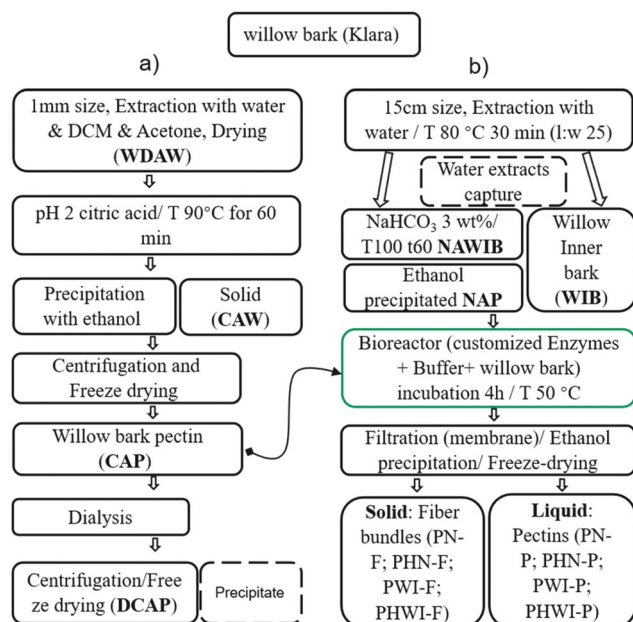 willow bark (Klara)
a)
1mm size, Extraction with water
& DCM & Acetone, Drying
(WDAW)
pH 2 citric acid/ T 90°C for 60
min
Precipitation
with ethanol
Solid
(CAW)
Centrifugation and
Freeze drying
Willow bark pectin
(CAP)
Dialysis
Centrifugation/Free
ze drying (DCAP)
Precipitate
b)
15cm size, Extraction with
water / T 80 °C 30 min (l:w 25)
Water extracts
capture
NaHCO₃ 3 wt%/
T100 t60 NAWIB
Ethanol
precipitated NAP
Willow
Inner
bark
(WIB)
Bioreactor (customized Enzymes
+ Buffer+ willow bark)
incubation 4h / T 50 °C
Filtration (membrane)/ Ethanol
precipitation/ Freeze-drying
Solid: Fiber
bundles (PN-
F; PHN-F;
PWI-F;
PHWI-F)
Liquid:
Pectins (PN-
P; PHN-P;
PWI-P;
PHWI-P)